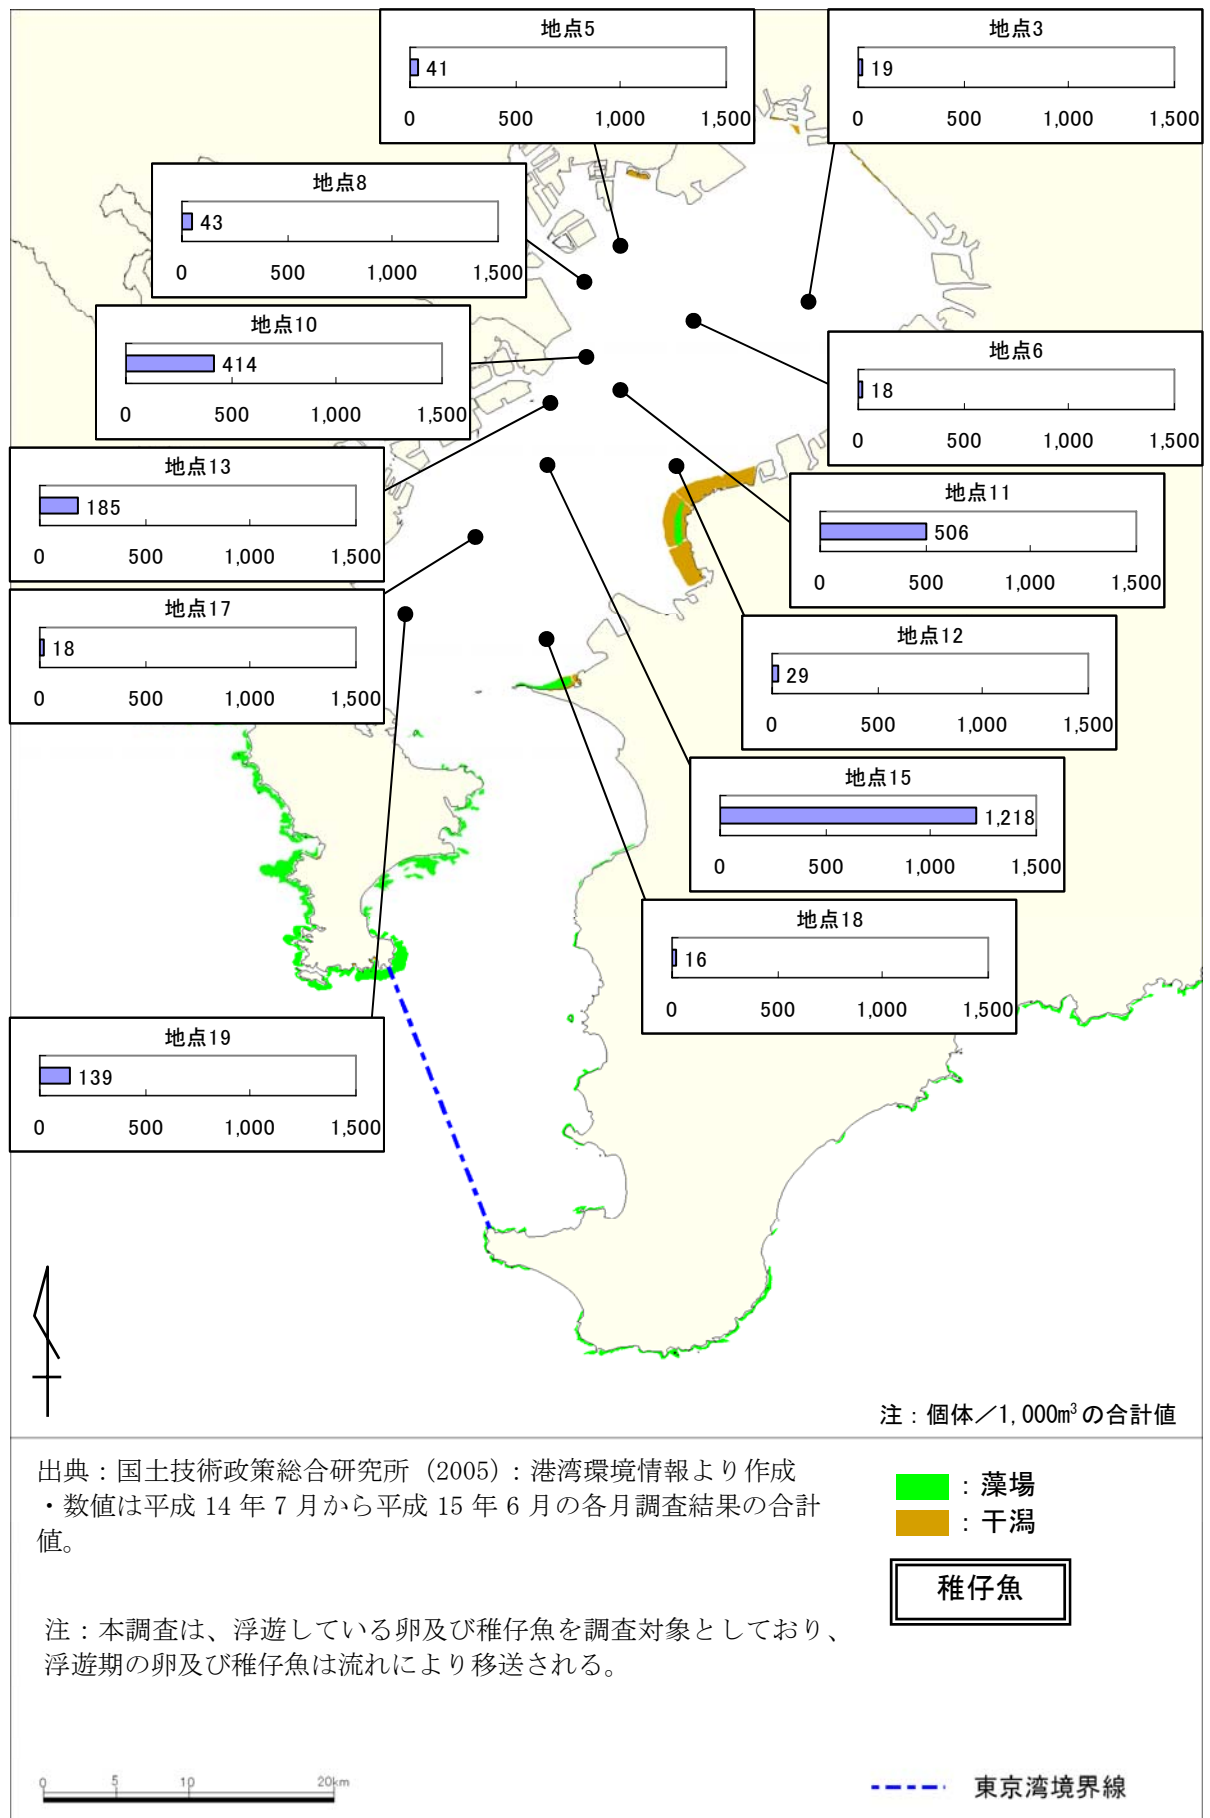 地点5
41
0 500 1,000 1,500
地点3
19
0 500 1,000 1,500
地点8
43
0 500 1,000 1,500
地点10
414
0 500 1,000 1,500
地点6
18
0 500 1,000 1,500
地点13
185
0 500 1,000 1,500
地点11
506
0 500 1,000 1,500
地点17
18
0 500 1,000 1,500
地点12
29
0 500 1,000 1,500
地点15
1,218
0 500 1,000 1,500
地点18
16
0 500 1,000 1,500
地点19
139
0 500 1,000 1,500
注：個体／1,000m³の合計値
出典：国土技術政策総合研究所（2005）：港湾環境情報より作成
・数値は平成 14 年 7 月から平成 15 年 6 月の各月調査結果の合計
値。
：藻場
：干潟
稚仔魚
注：本調査は、浮遊している卵及び稚仔魚を調査対象としており、
浮遊期の卵及び稚仔魚は流れにより移送される。
0 5 10 20km
東京湾境界線